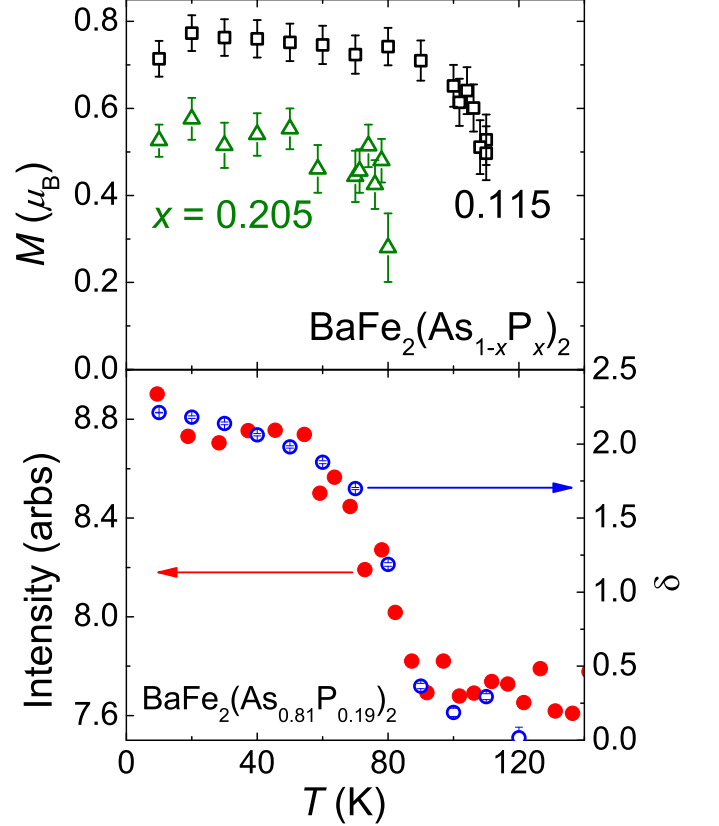 0.8
0.6
0.4
0.2
0.0
M (μB)
x = 0.205
0.115
BaFe2(As1-xPx)2
8.8
8.4
8.0
7.6
Intensity (arbs)
2.5
2.0
1.5
1.0
0.5
0.0
δ
BaFe2(As0.81P0.19)2
0 40 80 120
T (K)